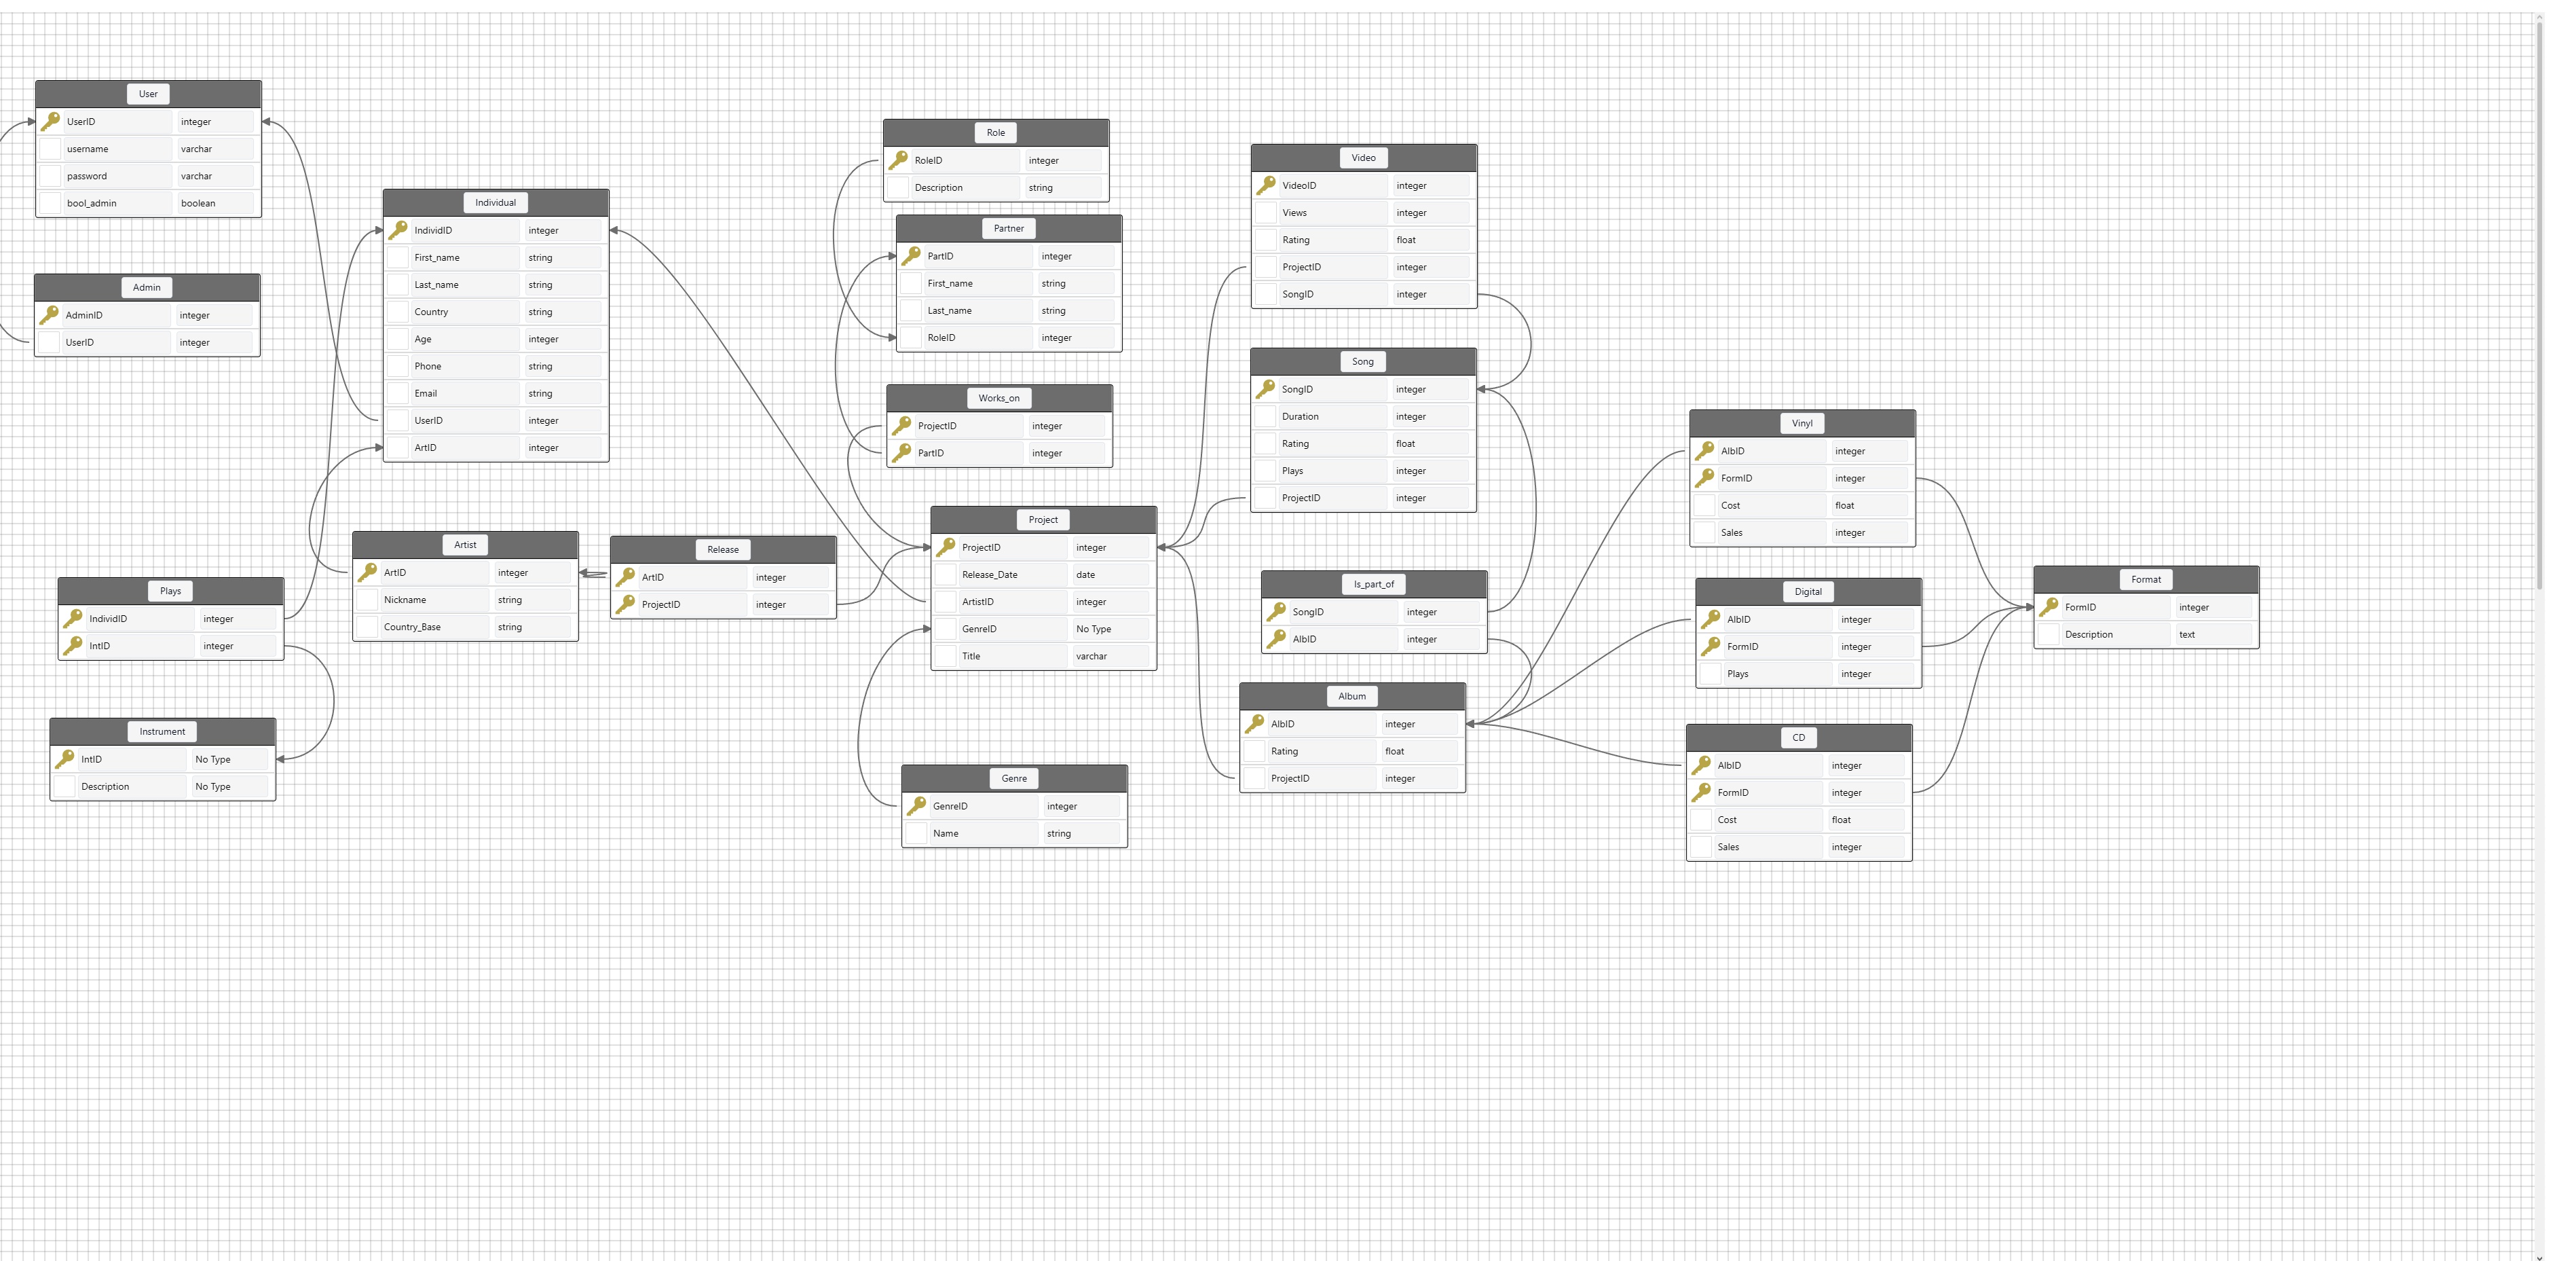 User
UserID integer
username varchar
password varchar
bool_admin boolean
Admin
AdminID integer
UserID integer
Individual
IndividID integer
First_name string
Last_name string
Country string
Age integer
Phone string
Email string
UserID integer
ArtID integer
Artist
ArtID integer
Nickname string
Country_Base string
Plays
IndividID integer
IntID integer
Instrument
IntID No Type
Description No Type
Release
ArtID integer
ProjectID integer
Role
RoleID integer
Description string
Partner
PartID integer
First_name string
Last_name string
RoleID integer
Works_on
ProjectID integer
PartID integer
Project
ProjectID integer
Release_Date date
ArtistID integer
GenreID No Type
Title varchar
Genre
GenreID integer
Name string
Video
VideoID integer
Views integer
Rating float
ProjectID integer
SongID integer
Song
SongID integer
Duration integer
Rating float
Plays integer
ProjectID integer
Is_part_of
SongID integer
AlbID integer
Album
AlbID integer
Rating float
ProjectID integer
Vinyl
AlbID integer
FormID integer
Cost float
Sales integer
Digital
AlbID integer
FormID integer
Plays integer
CD
AlbID integer
FormID integer
Cost float
Sales integer
Format
FormID integer
Description text